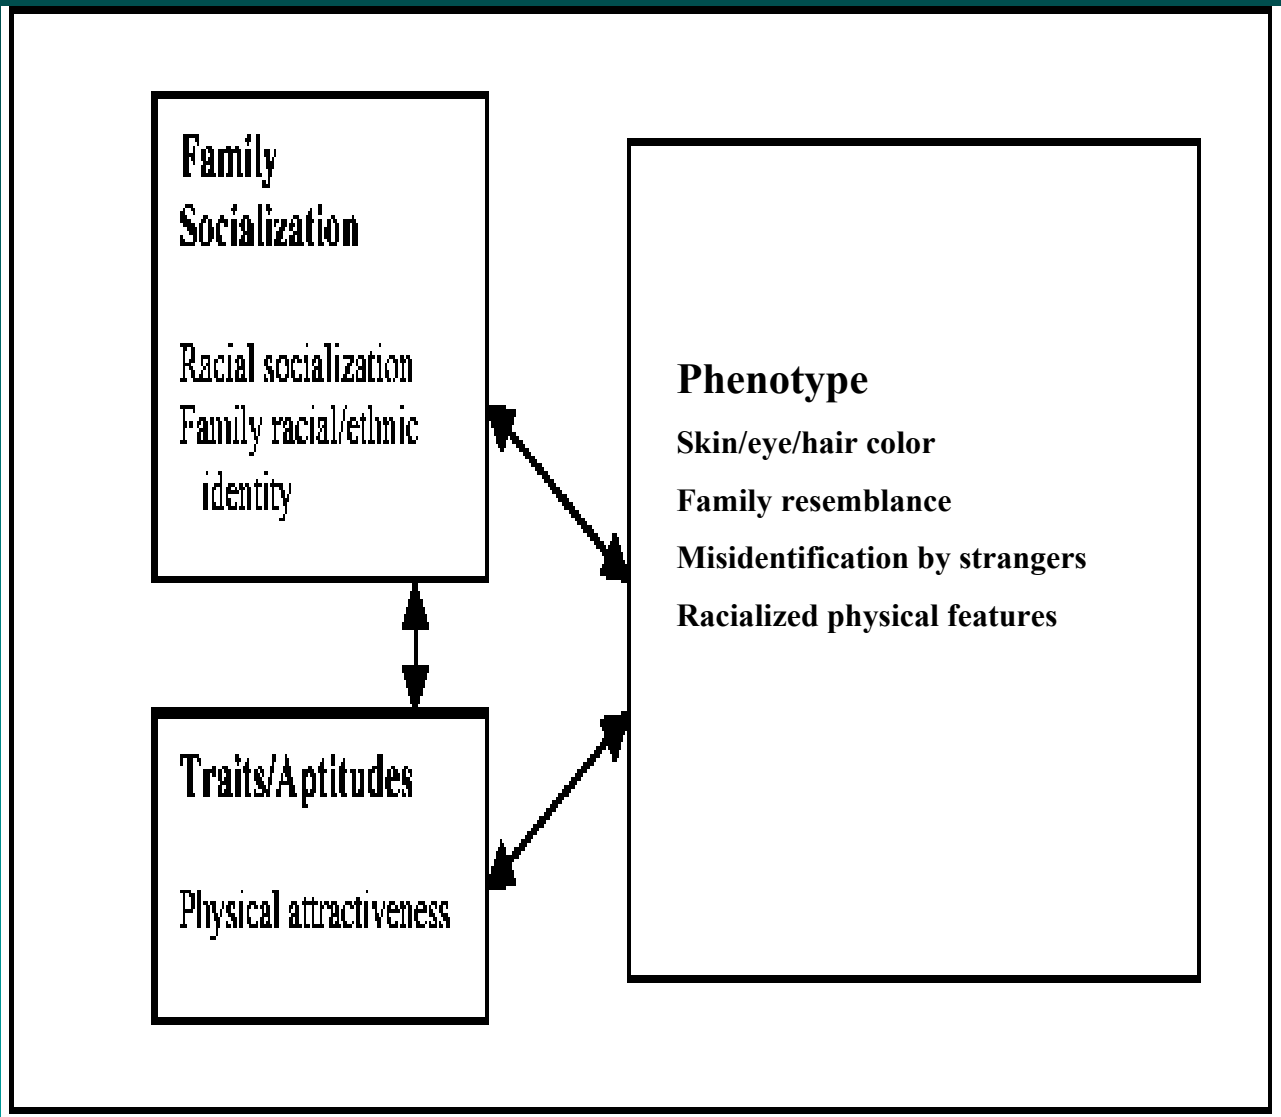 Family
Socialization
Racial socialization
Family racial/ethnic
identity
Traits/Aptitudes
Physical attractiveness
Phenotype
Skin/eye/hair color
Family resemblance
Misidentification by strangers
Racialized physical features